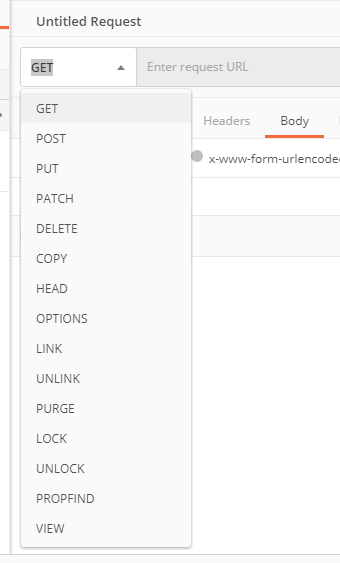 Untitled Request
GET
Enter request URL
GET
Headers
Body
POST
x-www-form-urlencode
PUT
PATCH
DELETE
COPY
HEAD
OPTIONS
LINK
UNLINK
PURGE
LOCK
UNLOCK
PROPFIND
VIEW